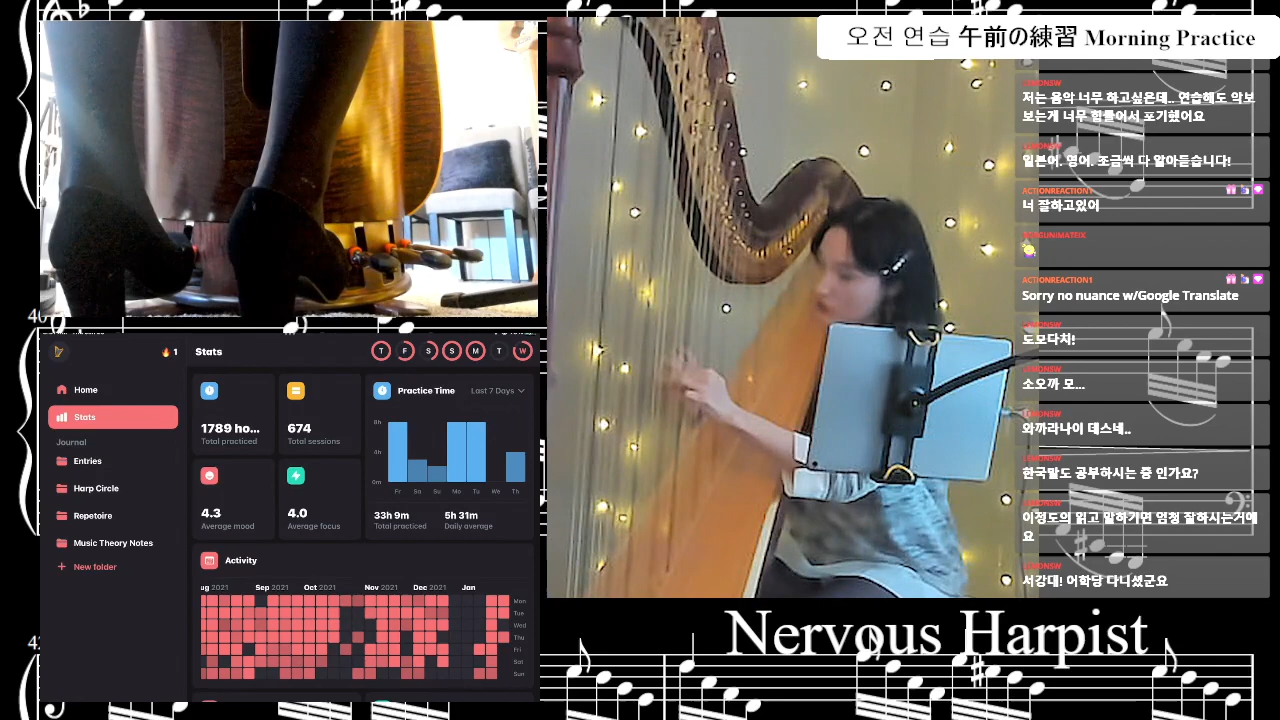 오전 연습 午前の練習 Morning Practice
저는 음악 너무 하고싶은데.. 연습해도 악보
보는게 너무 힘들어서 포기했어요
일본어. 영어. 조금씩 다 알아듣습니다!
ACTIONREACTION1
너 잘하고있어
ACTIONREACTION1
Sorry no nuance w/Google Translate
도모다치!
소오까 모...
와까라나이 데스네..
한국말도 공부하시는 중 인가요?
이정도의 읽고 말하기면 엄청 잘하시는거에
요
서강대! 어학당 다니셨군요
Nervous Harpist
1
Stats
T F S S M T W
Home
Stats
Journal
Entries
Harp Circle
Repetoire
Music Theory Notes
New folder
1789 ho...
Total practiced
674
Total sessions
4.3
Average mood
4.0
Average focus
Practice Time
Last 7 Days
8h
4h
0m
Fr Sa Su Mo Tu We Th
33h 9m
Total practiced
5h 31m
Daily average
Activity
ug 2021 Sep 2021 Oct 2021 Nov 2021 Dec 2021 Jan
Mon
Tue
Wed
Thu
Fri
Sat
Sun